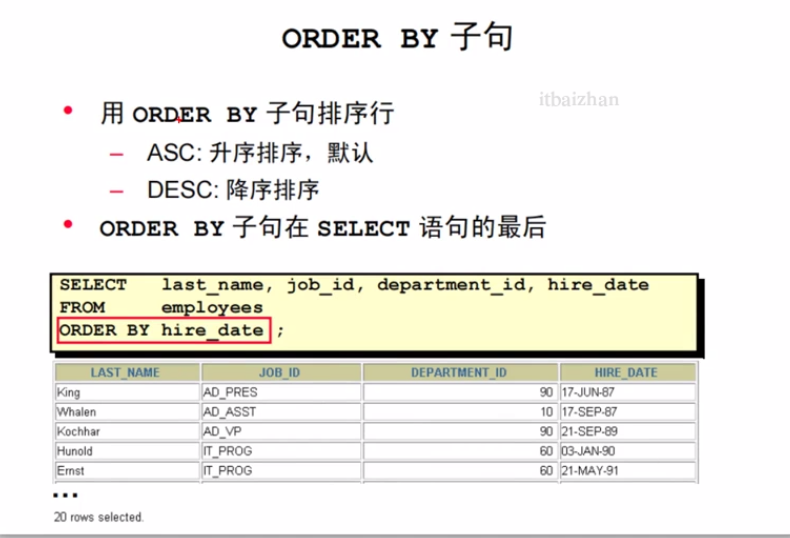 ORDER BY 子句
itbaizhan
• 用 ORDER BY 子句排序行
– ASC: 升序排序，默认
– DESC: 降序排序
• ORDER BY 子句在 SELECT 语句的最后
SELECT last_name, job_id, department_id, hire_date
FROM employees
ORDER BY hire_date ;
LAST_NAME JOB_ID DEPARTMENT_ID HIRE_DATE
King AD_PRES 90 17-JUN-87
Whalen AD_ASST 10 17-SEP-87
Kochhar AD_VP 90 21-SEP-89
Hunold IT_PROG 60 03-JAN-90
Ernst IT_PROG 60 21-MAY-91
...
20 rows selected.